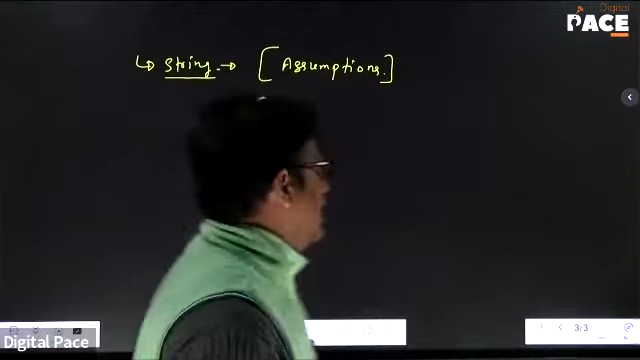 Digital
PACE
↳ String → [Assumptions.]
3/3
Digital Pace